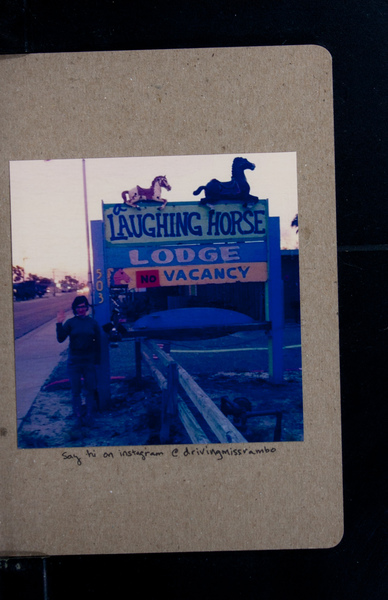 a
LAUGHING HORSE
LODGE
NO VACANCY
503
Say hi on instagram @drivingmissrambo